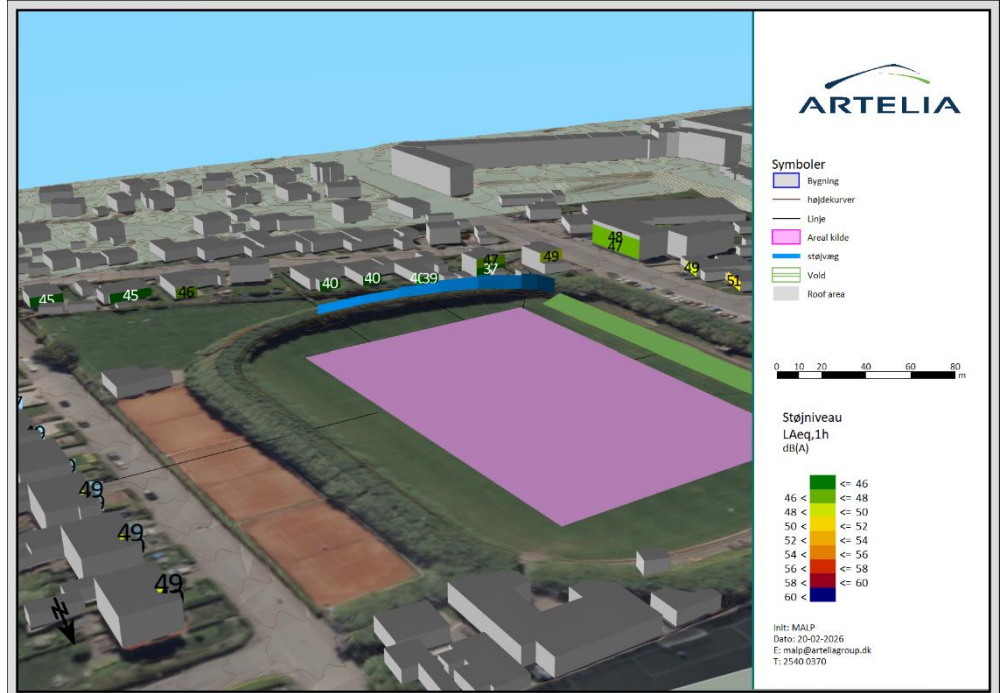 ARTELIA
Symboler
Bygning
højdekurver
Linje
Areal kilde
støjvæg
Vold
Roof area
0 10 20 40 60 80
m
Støjniveau
LAeq,1h
dB(A)
<= 46
46 < <= 48
48 < <= 50
50 < <= 52
52 < <= 54
54 < <= 56
56 < <= 58
58 < <= 60
60 <
Init: MALP
Dato: 20-02-2026
E: malp@arteliagroup.dk
T: 2540 0370
48
47
47
49
37
49
51
40
40
40
39
45
45
46
49
49
49
N